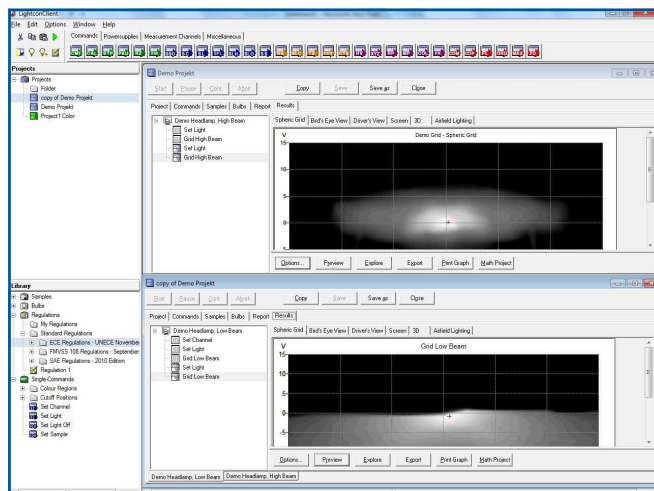 LightconClient
File Edit Options Window Help
Commands Powersupplies Measurement Channels Miscellaneous
Projects
Projects
Folder
copy of Demo Projekt
Demo Projekt
Project1 Color
Library
Samples
Bulbs
Regulations
My Regulations
Standard Regulations
ECE Regulations - UNECE November
FMVSS 108 Regulations - September
SAE Regulations - 2010 Edition
Regulation 1
Single-Commands
Colour Regions
Cutoff Positions
Set Channel
Set Light
Set Light Off
Set Sample
Demo Projekt
Start Pause Cont Abort Copy Save Save as Close
Project Commands Samples Bulbs Report Results
Demo Headlamp, High Beam
Set Light
Grid High Beam
Set Light
Grid High Beam
Spheric Grid Bird's Eye View Driver's View Screen 3D Airfield Lighting
V Demo Grid - Spheric Grid
15
10
5
0
Options... Preview Explore Export Print Graph Math Project
copy of Demo Projekt
Start Pause Cont Abort Copy Save Save as Close
Project Commands Samples Bulbs Report Results
Demo Headlamp, Low Beam
Set Channel
Set Light
Grid Low Beam
Set Light
Grid Low Beam
Spheric Grid Bird's Eye View Driver's View Screen 3D Airfield Lighting
V Grid Low Beam
15
10
5
0
-5
Options... Preview Explore Export Print Graph Math Project
Demo Headlamp, Low Beam Demo Headlamp, High Beam